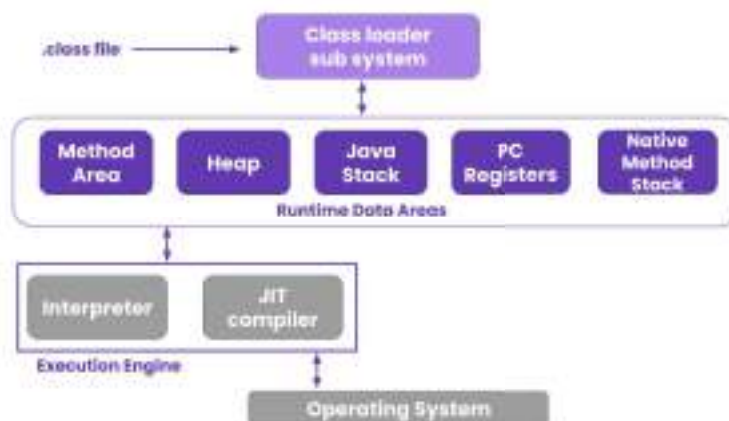 Class loader
sub system
.class file
Method
Area
Heap
Java
Stack
PC
Registers
Native
Method
Stack
Runtime Data Areas
Interpreter
JIT
compiler
Execution Engine
Operating System